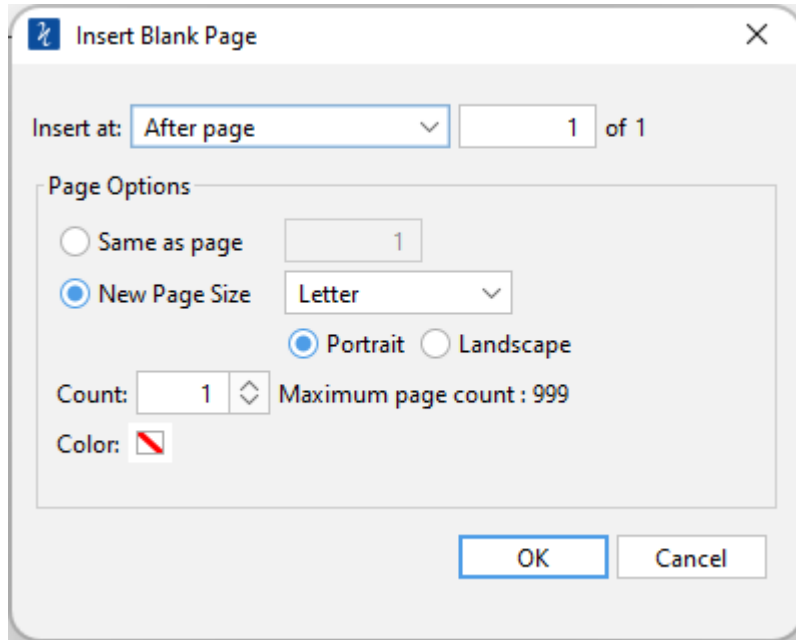 Insert Blank Page
Insert at: After page 1 of 1
Page Options
Same as page 1
New Page Size Letter
Portrait Landscape
Count: 1 Maximum page count : 999
Color:
OK Cancel